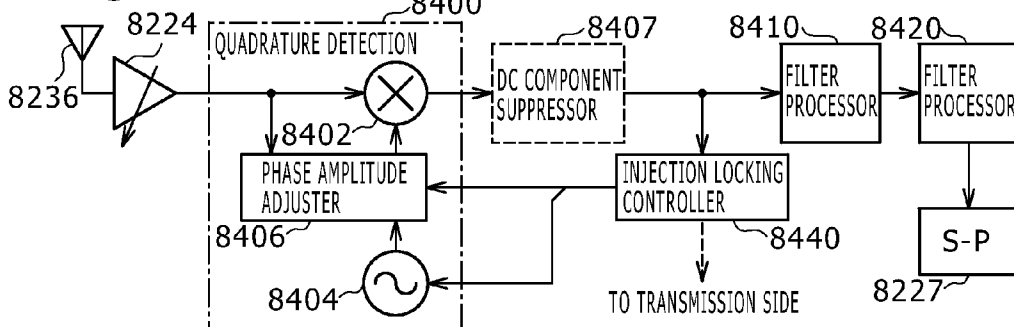 8400
8224
8407
8410
8420
QUADRATURE DETECTION
8236
DC COMPONENT
SUPPRESSOR
FILTER
PROCESSOR
FILTER
PROCESSOR
8402
PHASE AMPLITUDE
ADJUSTER
INJECTION LOCKING
CONTROLLER
8406
8440
S-P
8404
8227
TO TRANSMISSION SIDE